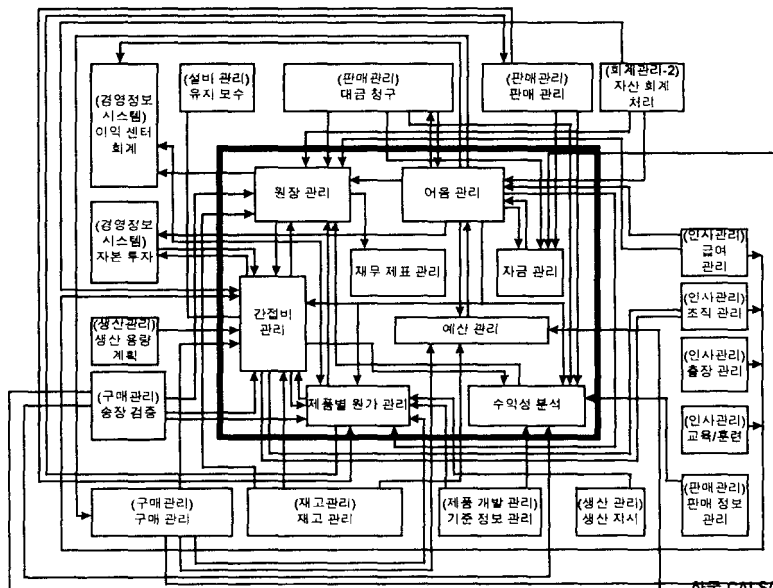 (경영정보
시스템)
이익 센터
회계
(설비 관리)
유지 보수
(판매관리)
대금 청구
(판매관리)
판매 관리
(회계관리-2)
자산 회계
처리
원장 관리
어음 관리
(경영정보
시스템)
자본 투자
재무 제표 관리
자금 관리
(인사관리)
급여
관리
간접비
관리
예산 관리
(인사관리)
조직 관리
(생산관리)
생산 용량
계획
(인사관리)
출장 관리
(구매관리)
송장 검증
제품별 원가 관리
수익성 분석
(인사관리)
교육/훈련
(구매관리)
구매 관리
(재고관리)
재고 관리
(제품 개발 관리)
기준 정보 관리
(생산 관리)
생산 지시
(판매관리)
판매 정보
관리